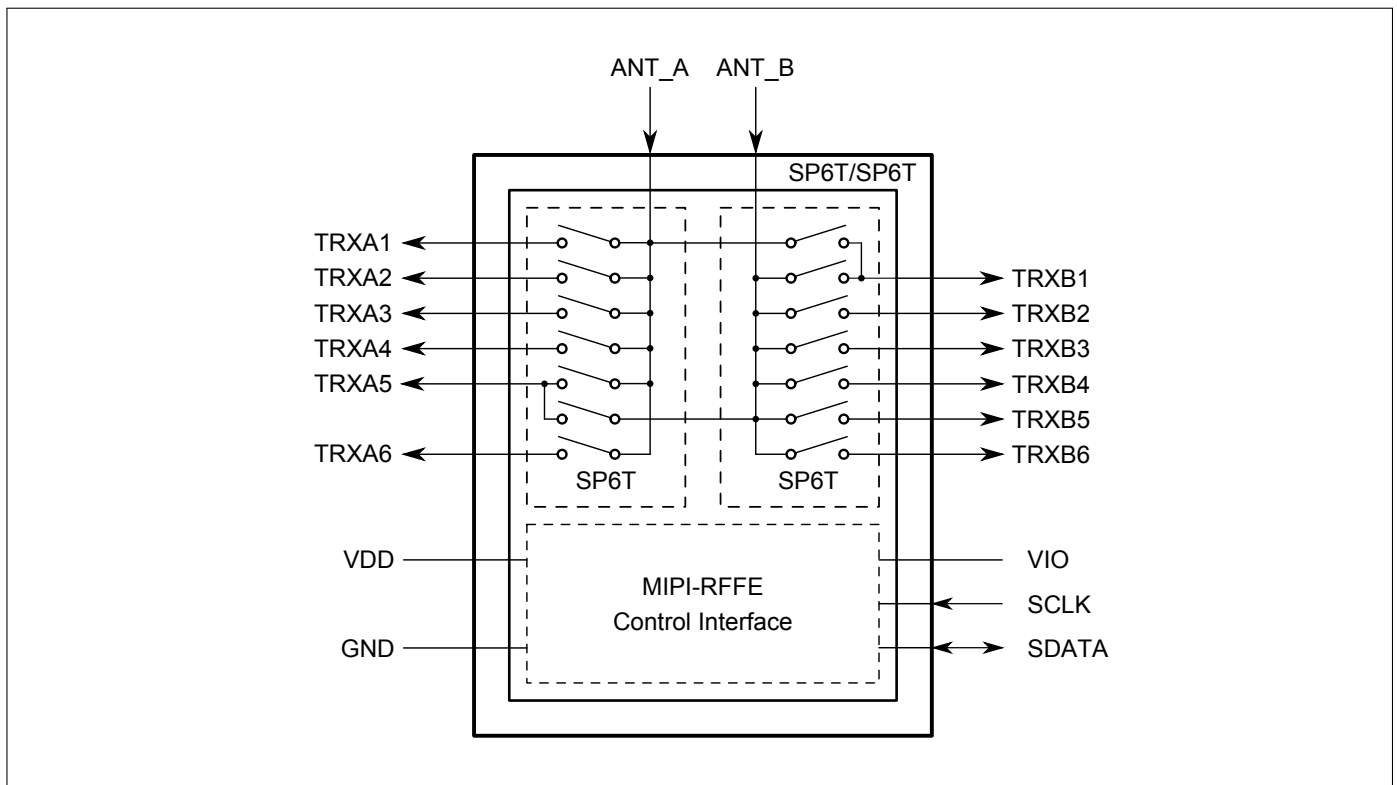 ANT_A ANT_B
SP6T/SP6T
TRXA1
TRXA2 TRXB1
TRXA3 TRXB2
TRXA4 TRXB3
TRXA5 TRXB4
TRXB5
TRXA6 TRXB6
SP6T SP6T
VDD VIO
MIPI-RFFE
SCLK
Control Interface
GND SDATA